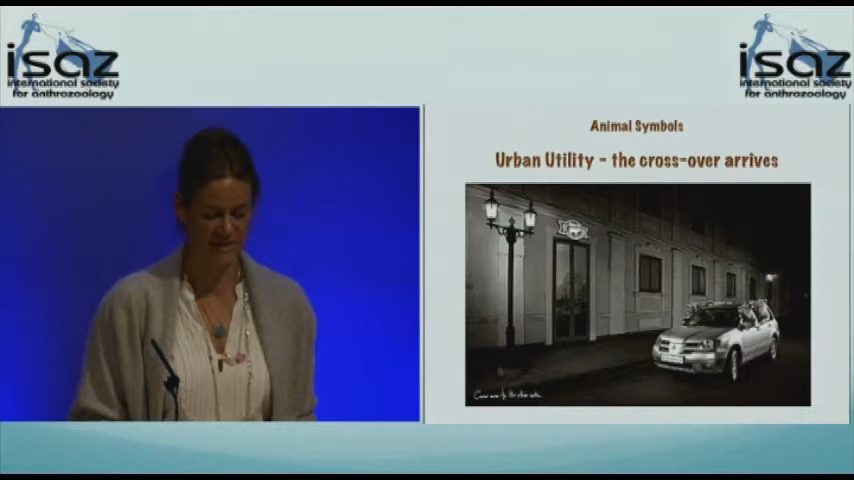 isaz
international society
for anthrozoology
isaz
international society
for anthrozoology
Animal Symbols
Urban Utility - the cross-over arrives